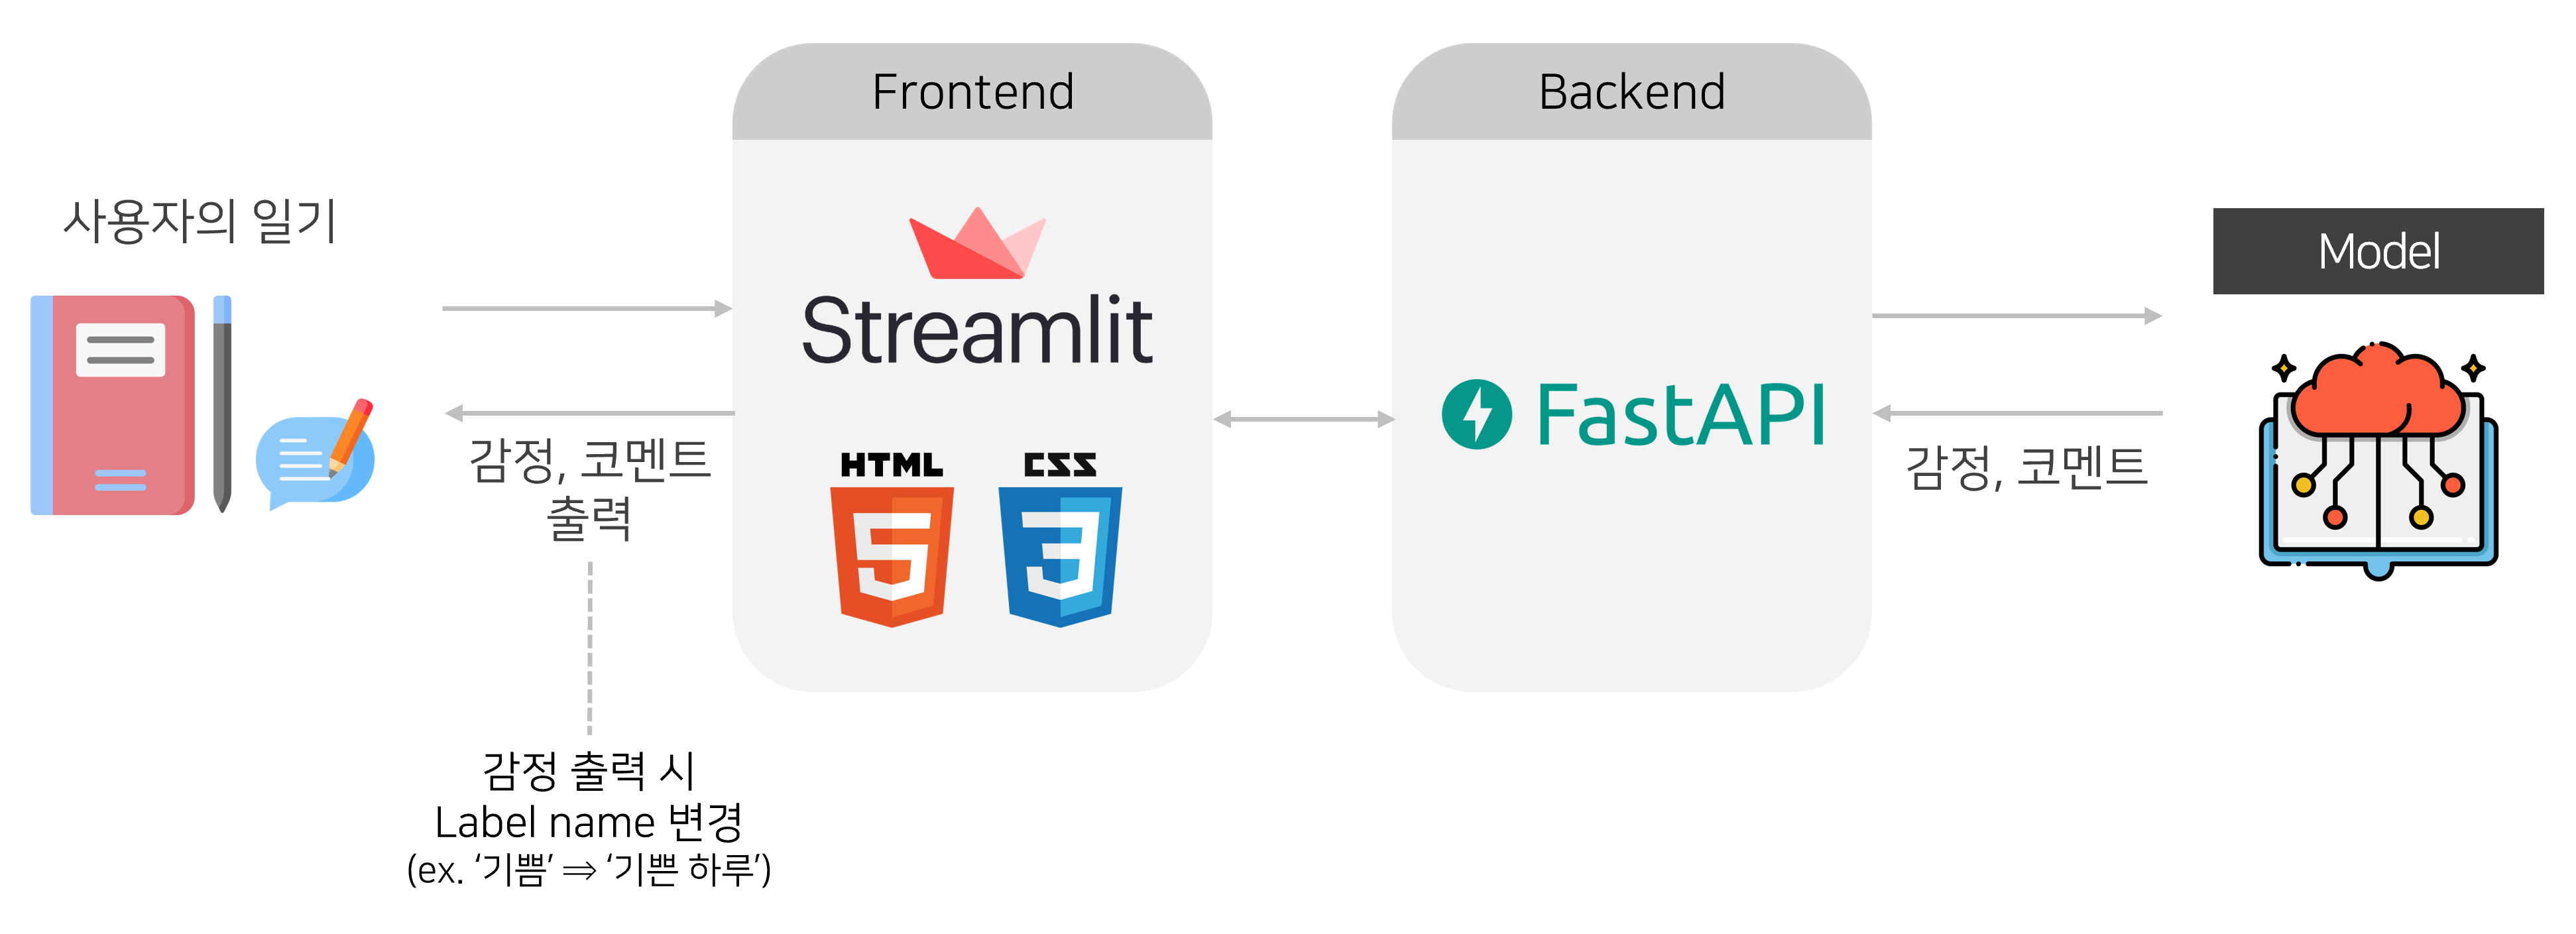 Frontend
Backend
사용자의 일기
Model
Streamlit
FastAPI
감정, 코멘트
출력
HTML
CSS
5
3
감정, 코멘트
감정 출력 시
Label name 변경
(ex. ‘기쁨’ ⇒ ‘기쁜 하루’)